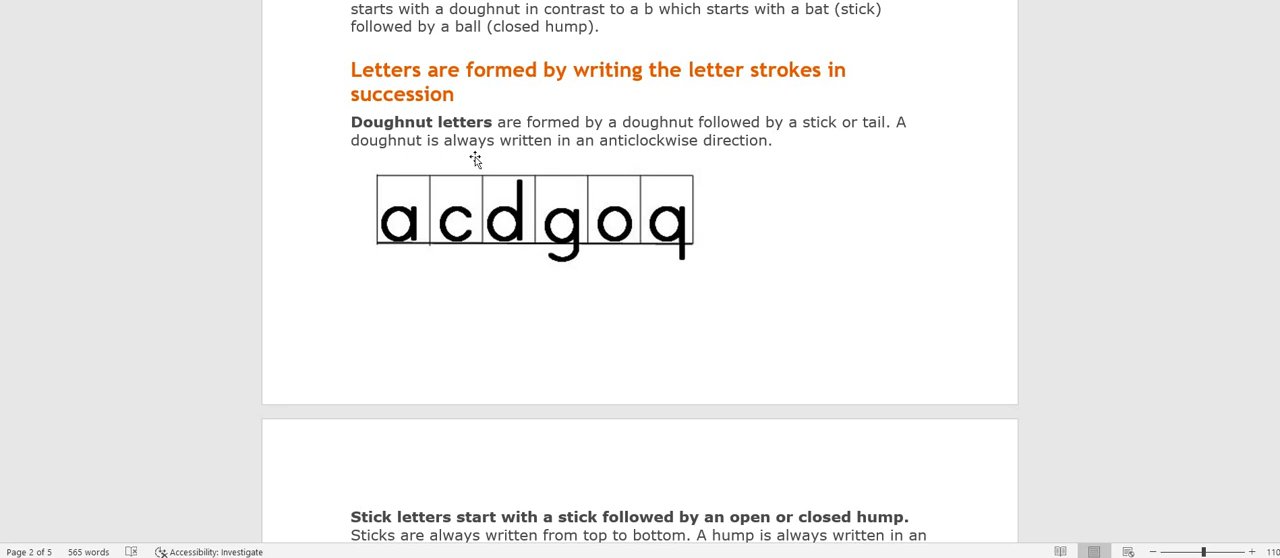 starts with a doughnut in contrast to a b which starts with a bat (stick)
followed by a ball (closed hump).
Letters are formed by writing the letter strokes in
succession
Doughnut letters are formed by a doughnut followed by a stick or tail. A
doughnut is always written in an anticlockwise direction.
a c d g o q
Stick letters start with a stick followed by an open or closed hump.
Sticks are always written from top to bottom. A hump is always written in an
Page 2 of 5 565 words Accessibility: Investigate 110